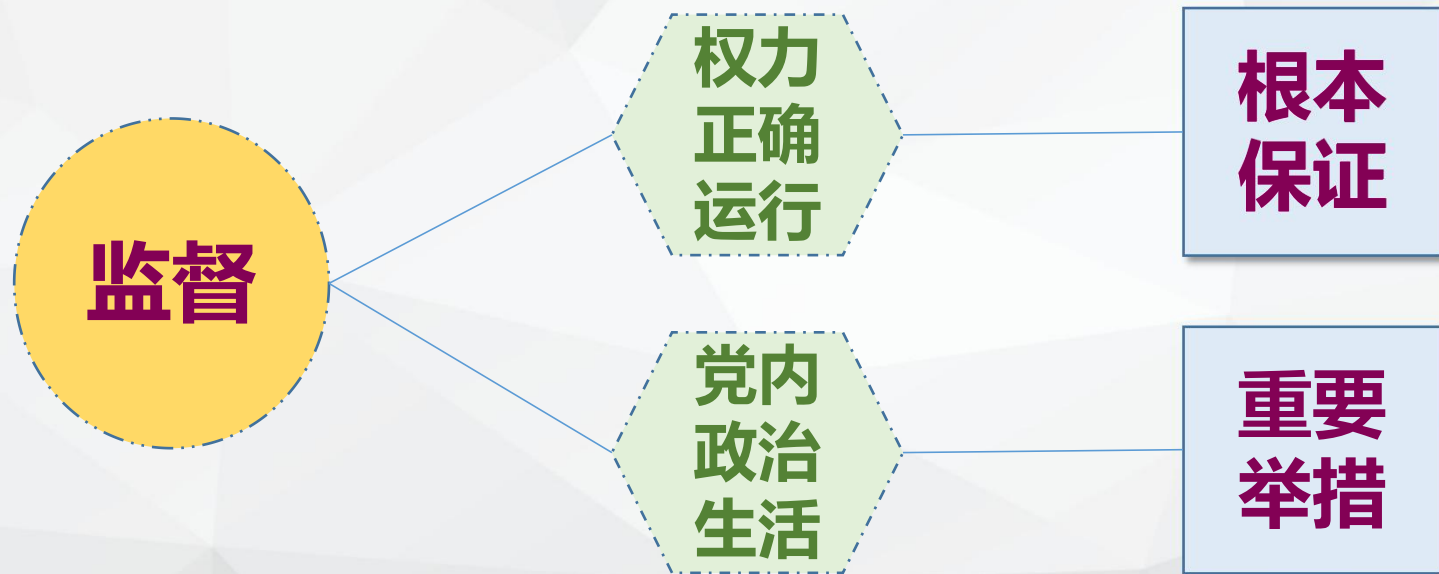 监督
权力
正确
运行
根本
保证
党内
政治
生活
重要
举措